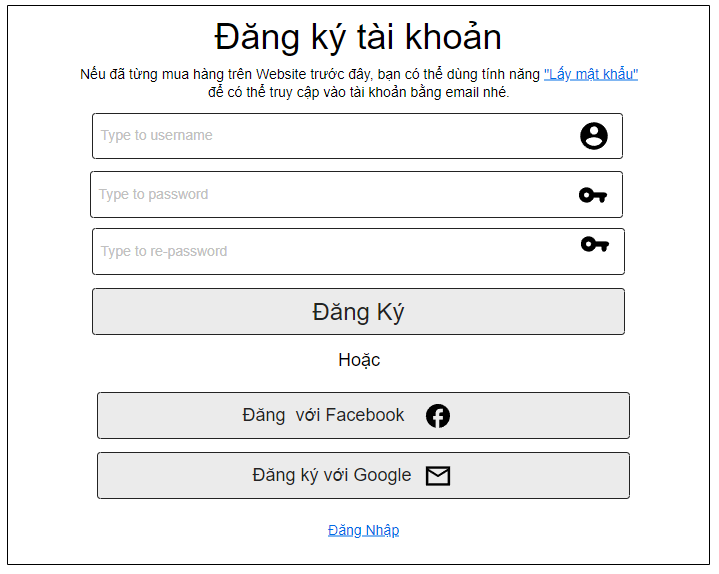 Đăng ký tài khoản
Nếu đã từng mua hàng trên Website trước đây, bạn có thể dùng tính năng "Lấy mật khẩu"
để có thể truy cập vào tài khoản bằng email nhé.
Type to username
Type to password
Type to re-password
Đăng Ký
Hoặc
Đăng  với Facebook
Đăng ký với Google
Đăng Nhập